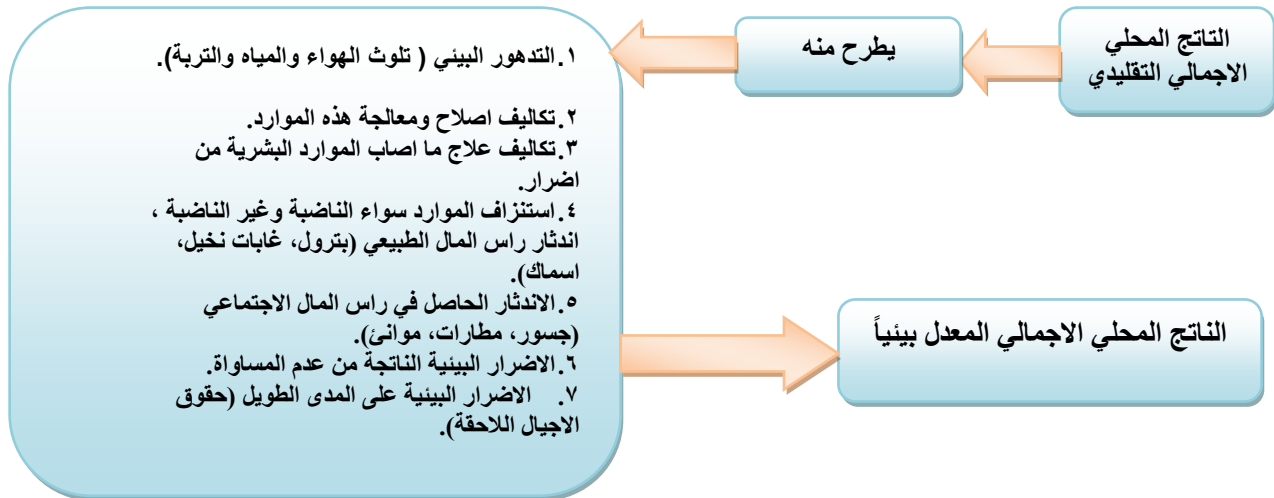 التاتج المحلي
الاجمالي التقليدي
يطرح منه
١.التدهور البيئي ( تلوث الهواء والمياه والتربة).
٢.تكاليف اصلاح ومعالجة هذه الموارد.
٣.تكاليف علاج ما اصاب الموارد البشرية من
اضرار.
٤.استنزاف الموارد سواء الناضبة وغير الناضبة ،
اندثار راس المال الطبيعي (بترول، غابات نخيل،
اسماك).
٥.الاندثار الحاصل في راس المال الاجتماعي
(جسور، مطارات، موانئ).
٦.الاضرار البيئية الناتجة من عدم المساواة.
٧. الاضرار البيئية على المدى الطويل (حقوق
الاجيال اللاحقة).
الناتج المحلي الاجمالي المعدل بيئياً